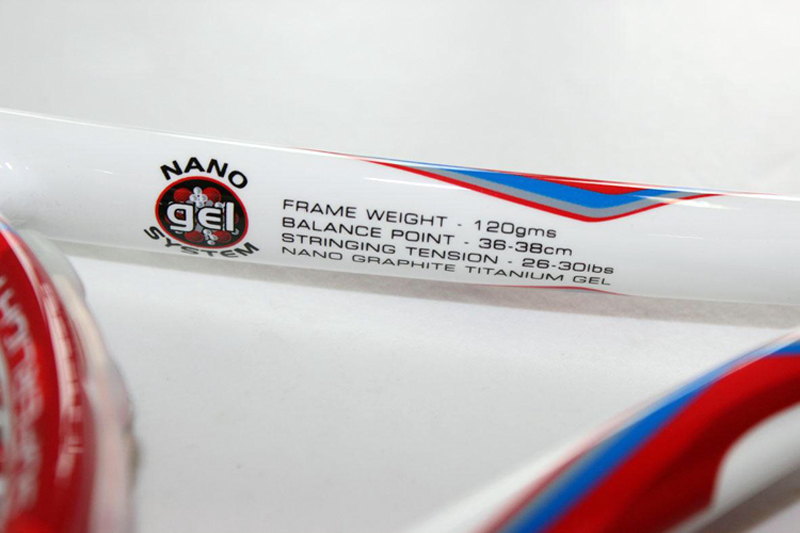 NANO
gel
SYSTEM
FRAME WEIGHT - 120gms
BALANCE POINT - 36-38cm
STRINGING TENSION - 26-30lbs
NANO GRAPHITE TITANIUM GEL